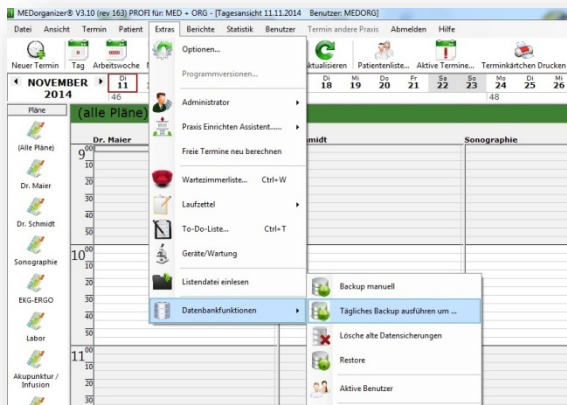 MEDorganizer® V3.10 (rev 163) PROFI für: MED + ORG - [Tagesansicht 11.11.2014 Benutzer: MEDORG]
Datei Ansicht Termin Patient Extras Berichte Statistik Benutzer Termin andere Praxis Abmelden Hilfe
Neuer Termin Tag Arbeitswoche Patientenliste... Aktive Termine... Terminkärtchen Drucken
NOVEMBER 2014
Di 11
46
Di 18
Mi 19
Do 20
Fr 21
Sa 22
So 23
Mo 24
Di 25
Mi 26
48
Pläne
(Alle Pläne)
Dr. Maier
Dr. Schmidt
Sonographie
EKG-ERGO
Labor
Akupunktur /
Infusion
(alle Pläne)
Dr. Maier
Sonographie
9 00
10
20
30
40
50
10 00
10
20
30
40
50
11 00
10
20
30
Optionen...
Programmversionen...
Administrator
Praxis Einrichten Assistent......
Freie Termine neu berechnen
Wartezimmerliste... Ctrl+W
Laufzettel
To-Do-Liste... Ctrl+T
Geräte/Wartung
Listendatei einlesen
Datenbankfunktionen
Backup manuell
Tägliches Backup ausführen um ...
Lösche alte Datensicherungen
Restore
Aktive Benutzer